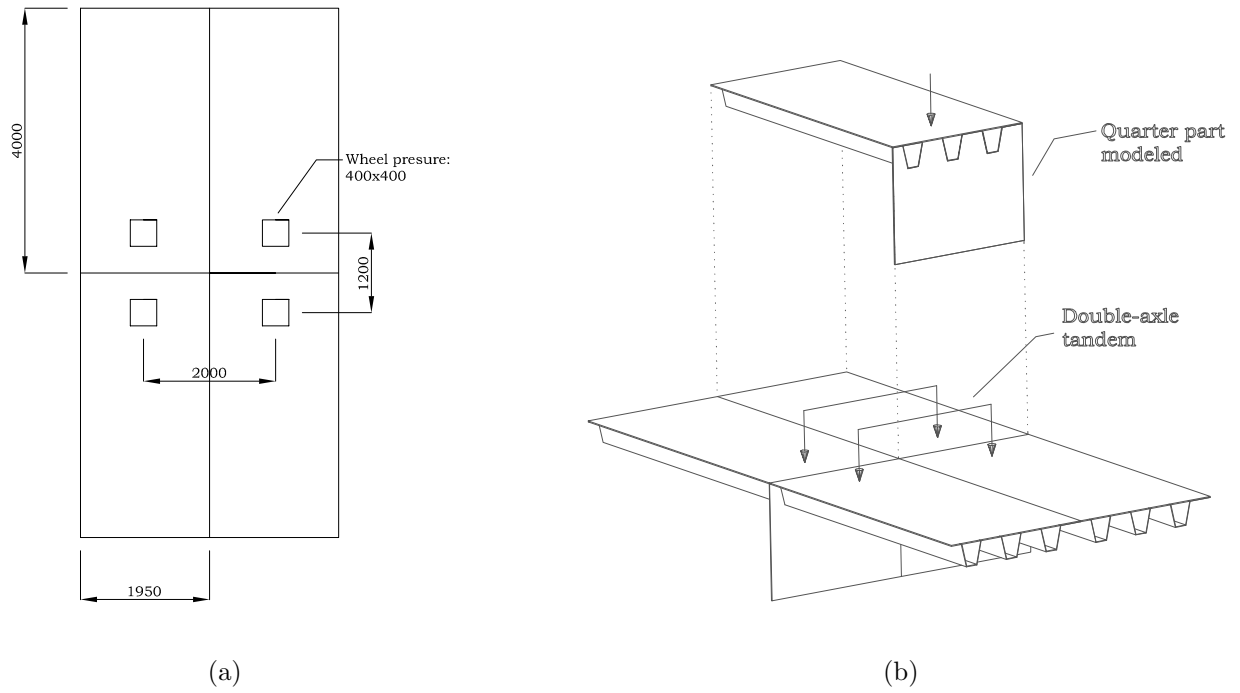 4000
Wheel presure:
400x400
1200
2000
1950
(a)
Quarter part
modeled
Double-axle
tandem
(b)